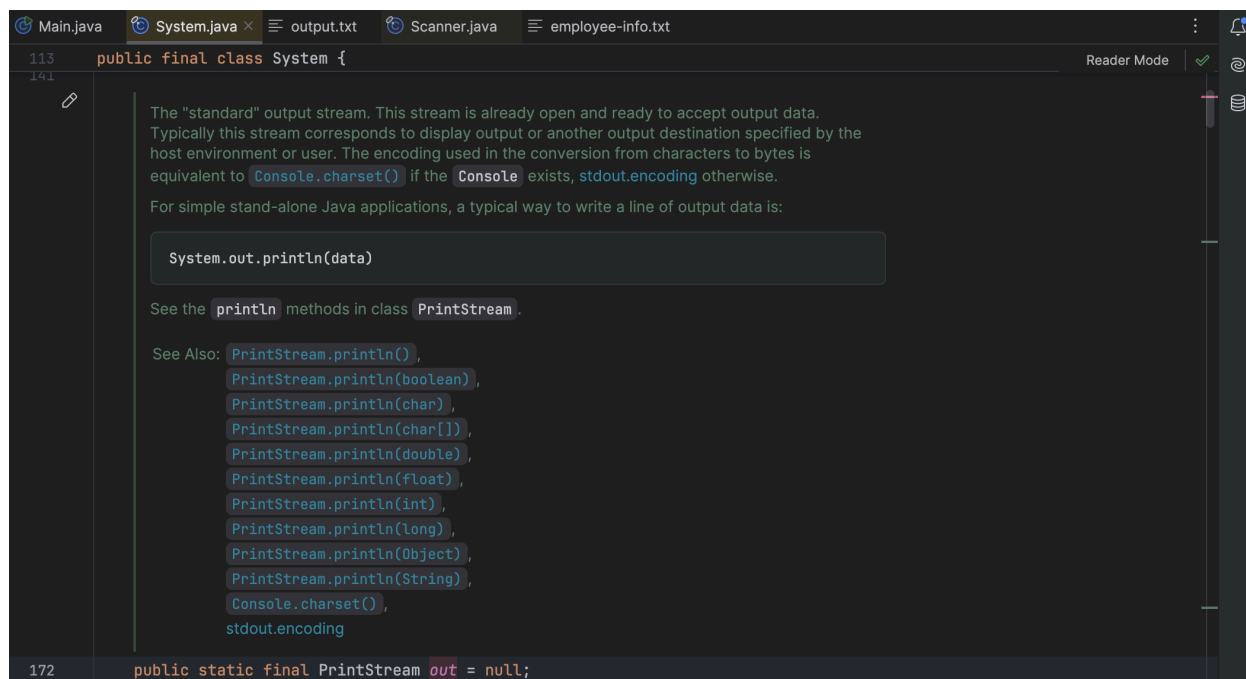 Main.java System.java output.txt Scanner.java employee-info.txt
113 public final class System { Reader Mode
141
The "standard" output stream. This stream is already open and ready to accept output data.
Typically this stream corresponds to display output or another output destination specified by the
host environment or user. The encoding used in the conversion from characters to bytes is
equivalent to Console.charset() if the Console exists, stdout.encoding otherwise.
For simple stand-alone Java applications, a typical way to write a line of output data is:
System.out.println(data)
See the println methods in class PrintStream.
See Also: PrintStream.println(),
PrintStream.println(boolean),
PrintStream.println(char),
PrintStream.println(char[]),
PrintStream.println(double),
PrintStream.println(float),
PrintStream.println(int),
PrintStream.println(long),
PrintStream.println(Object),
PrintStream.println(String),
Console.charset(),
stdout.encoding
172 public static final PrintStream out = null;